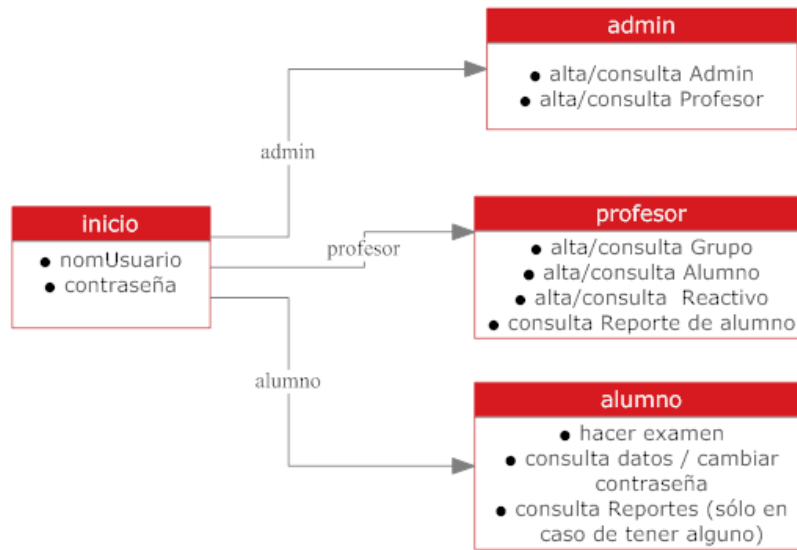 admin
● alta/consulta Admin
● alta/consulta Profesor
admin
inicio
● nomUsuario
● contraseña
profesor
profesor
● alta/consulta Grupo
● alta/consulta Alumno
● alta/consulta Reactivo
● consulta Reporte de alumno
alumno
alumno
● hacer examen
● consulta datos / cambiar
contraseña
● consulta Reportes (sólo en
caso de tener alguno)